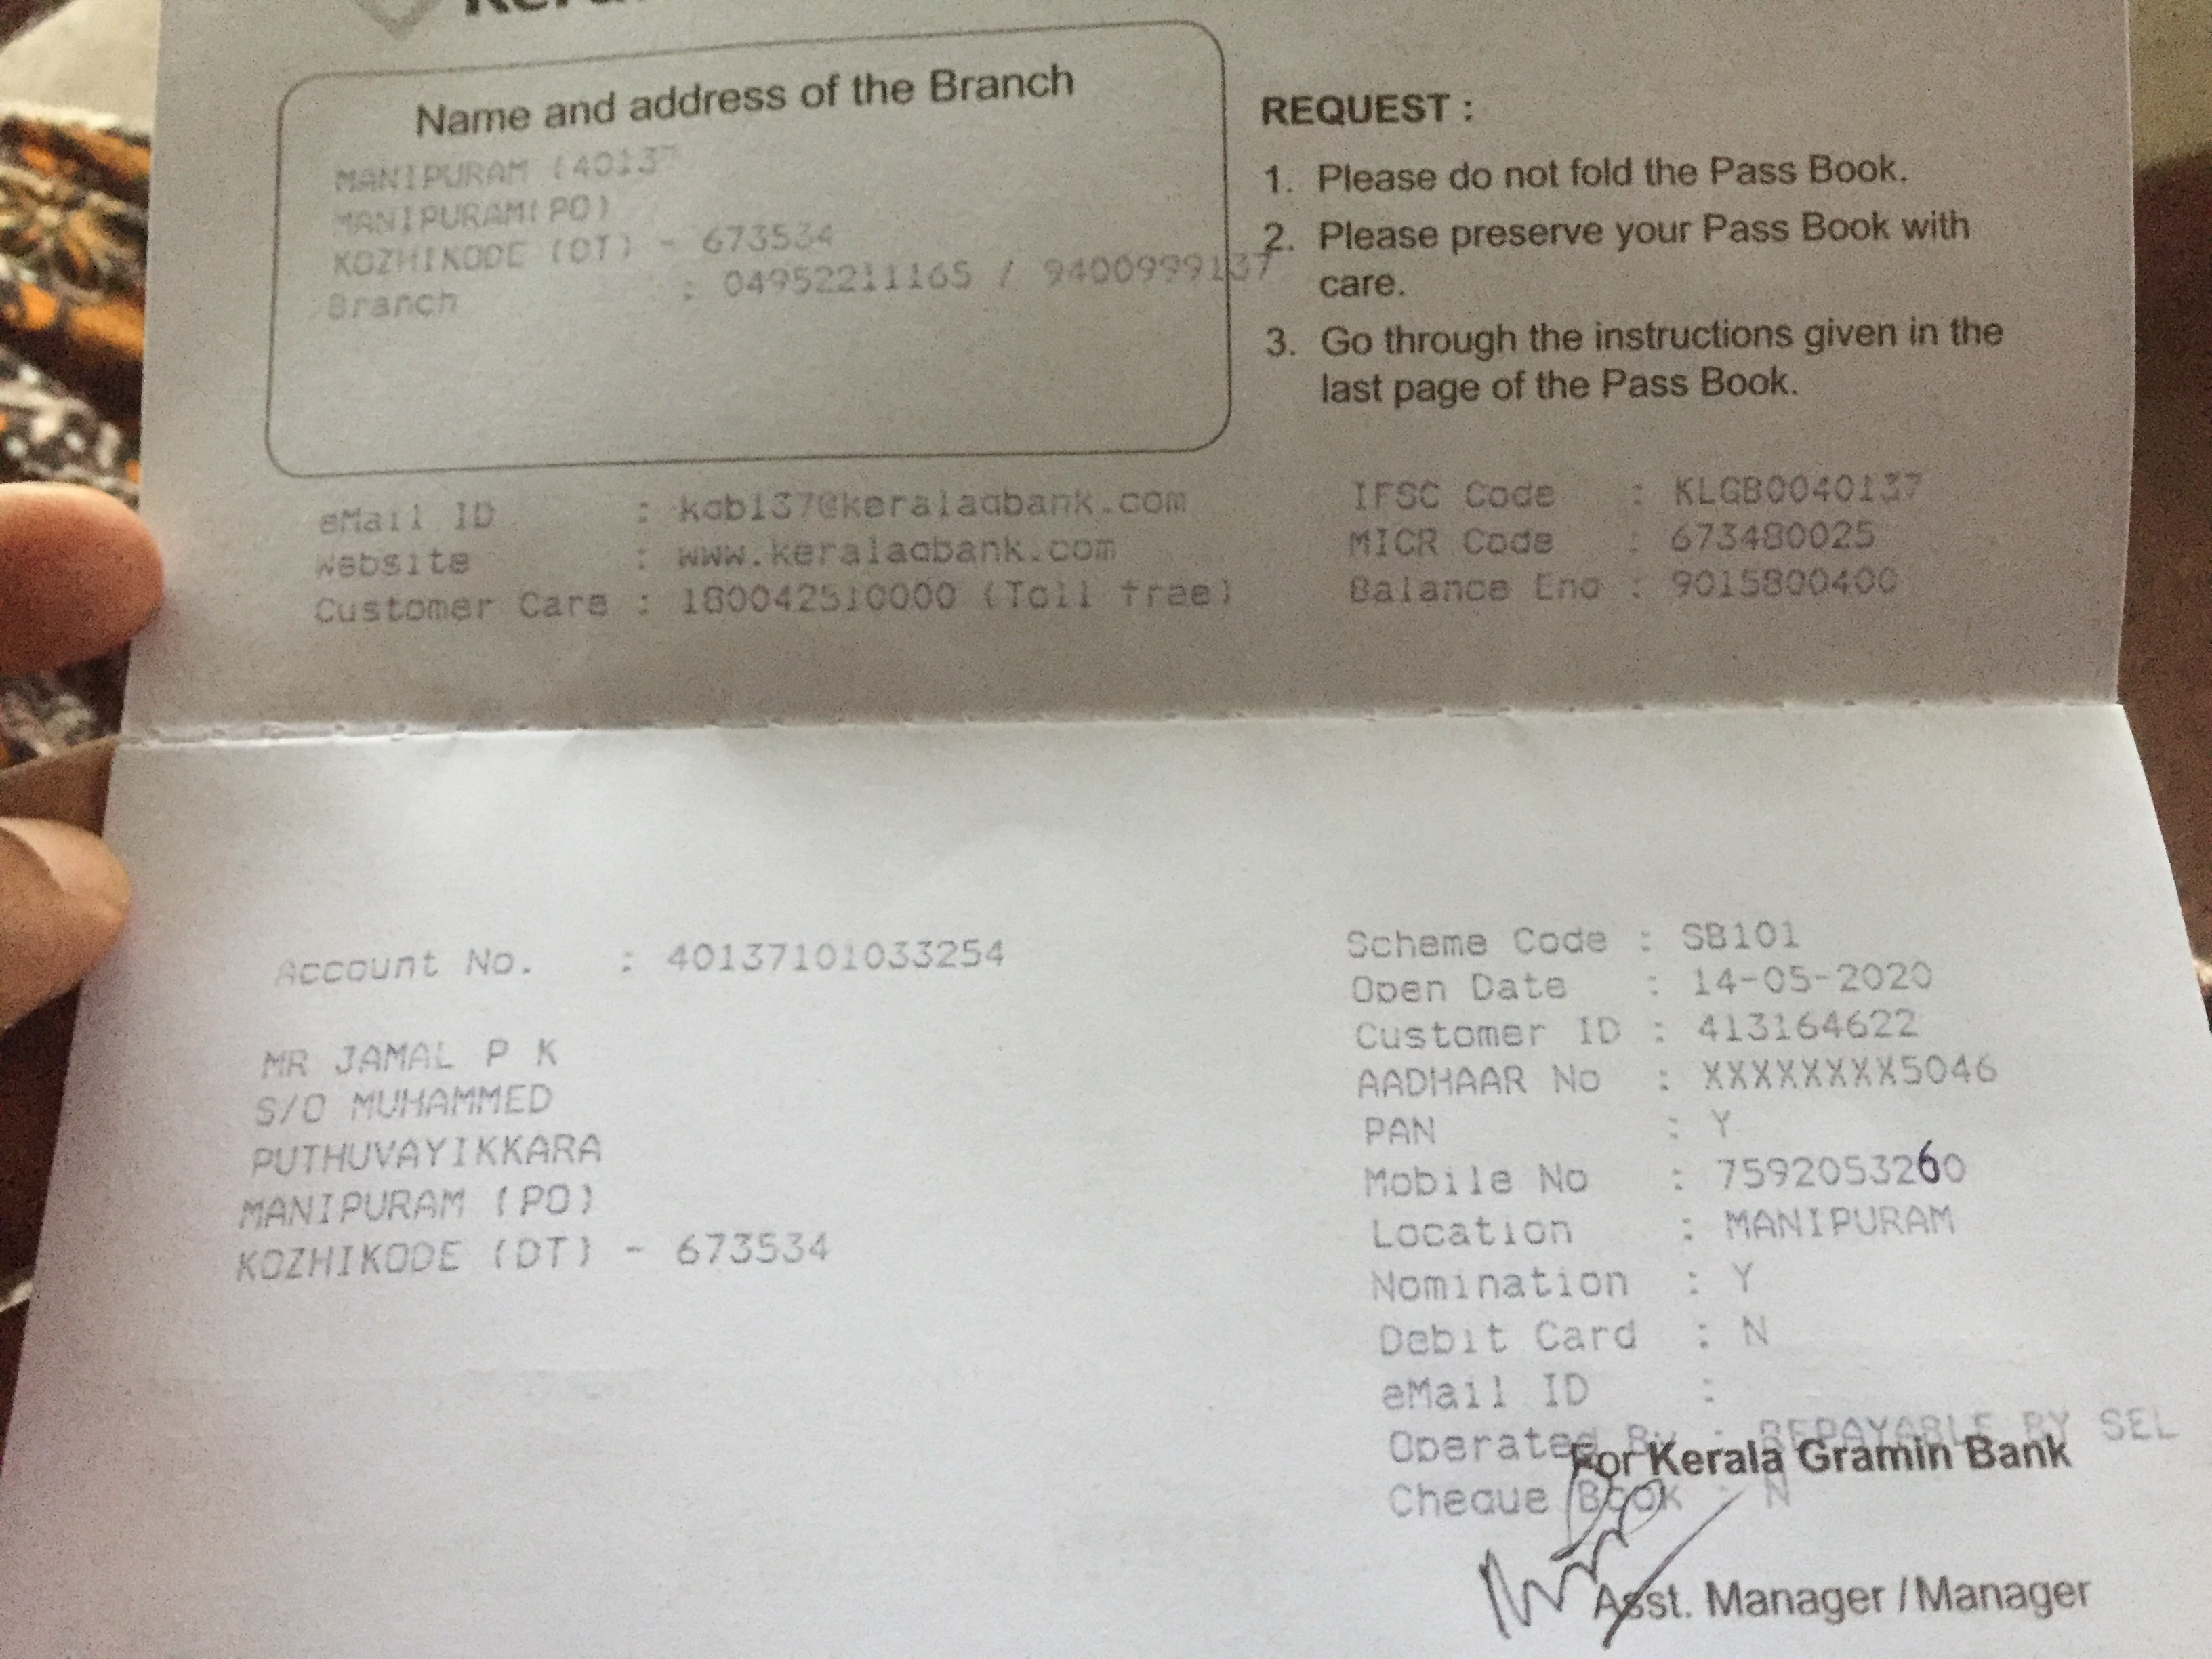 Name and address of the Branch
MANIPURAM (40137
MANIPURAM(PO)
KOZHIKODE (DT) - 673534
Branch : 04952211165 / 9400999137
REQUEST :
1. Please do not fold the Pass Book.
2. Please preserve your Pass Book with
care.
3. Go through the instructions given in the
last page of the Pass Book.
eMail ID : kgb137@keralagbank.com
Website : www.keralagbank.com
Customer Care : 180042510000 (Toll free)
IFSC Code : KLGB0040137
MICR Code : 673480025
Balance Enq : 9015800400
Account No. : 40137101033254
MR JAMAL P K
S/O MUHAMMED
PUTHUVAYIKKARA
MANIPURAM (PO)
KOZHIKODE (DT) - 673534
Scheme Code : SB101
Open Date : 14-05-2020
Customer ID : 413164622
AADHAAR No : XXXXXXXX5046
PAN : Y
Mobile No : 7592053260
Location : MANIPURAM
Nomination : Y
Debit Card : N
eMail ID :
Operated By : REPAYABLE BY SEL
For Kerala Gramin Bank
Cheque Book : N
Asst. Manager / Manager